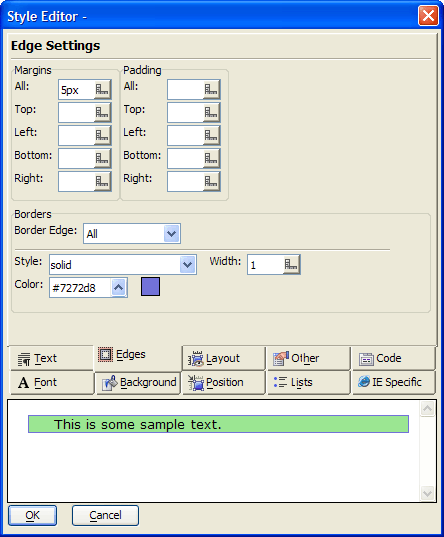 Style Editor -
Edge Settings
Margins Padding
All: 5px All:
Top: Top:
Left: Left:
Bottom: Bottom:
Right: Right:
Borders
Border Edge: All
Style: solid Width: 1
Color: #7272d8
Text Edges Layout Other Code
A Font Background Position Lists IE Specific
This is some sample text.
OK Cancel